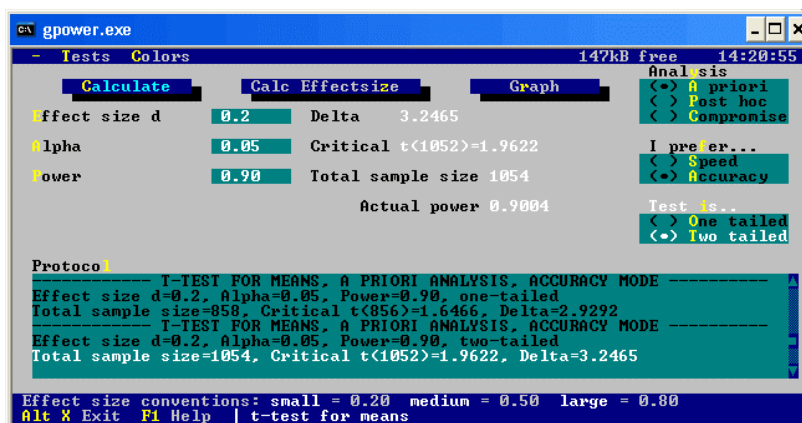 gpower.exe
- Tests Colors 147kB free 14:20:55
Analysis
Calculate Calc Effectsize Graph (•) A priori
( ) Post hoc
Effect size d 0.2 Delta 3.2465 ( ) Compromise
Alpha 0.05 Critical t(1052)=1.9622 I prefer...
( ) Speed
Power 0.90 Total sample size 1054 (•) Accuracy
Actual power 0.9004 Test is..
( ) One tailed
(•) Two tailed
Protocol
------------ T-TEST FOR MEANS, A PRIORI ANALYSIS, ACCURACY MODE ----------
Effect size d=0.2, Alpha=0.05, Power=0.90, one-tailed
Total sample size=858, Critical t(856)=1.6466, Delta=2.9292
------------ T-TEST FOR MEANS, A PRIORI ANALYSIS, ACCURACY MODE ----------
Effect size d=0.2, Alpha=0.05, Power=0.90, two-tailed
Total sample size=1054, Critical t(1052)=1.9622, Delta=3.2465
Effect size conventions: small = 0.20 medium = 0.50 large = 0.80
Alt X Exit F1 Help | t-test for means